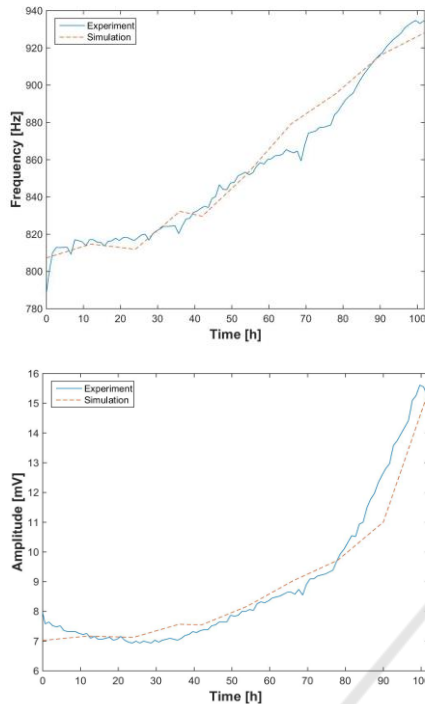 940
920
900
880
860
840
820
800
780
Frequency [Hz]
Experiment
Simulation
0 10 20 30 40 50 60 70 80 90 100
Time [h]
16
15
14
13
12
11
10
9
8
7
6
Amplitude [mV]
Experiment
Simulation
0 10 20 30 40 50 60 70 80 90 100
Time [h]